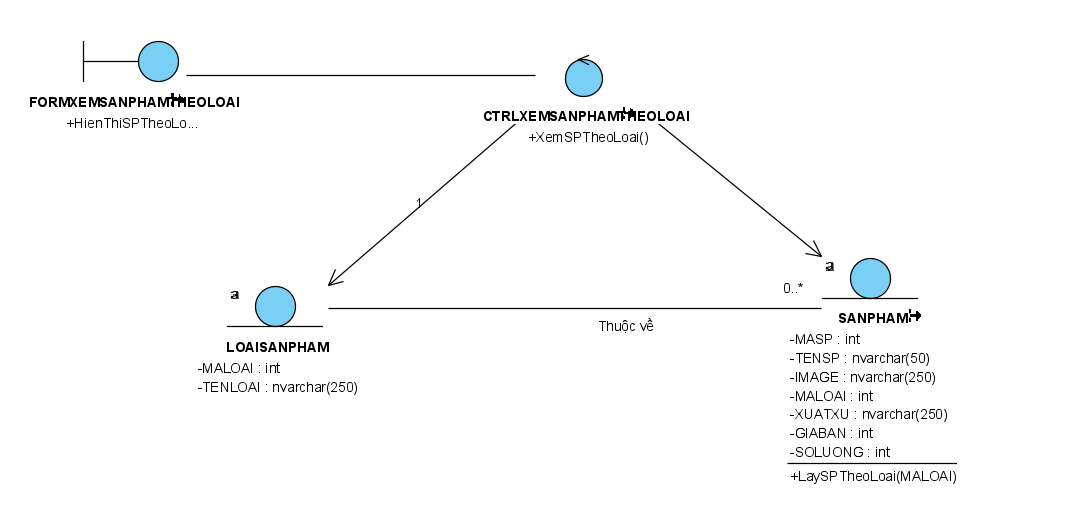 FORMXEMSANPHAMTHEOLOAI
+HienThiSPTheoLo...
CTRLXEMSANPHAMTHEOLOAI
+XemSPTheoLoai()
1
a
LOAISANPHAM
-MALOAI : int
-TENLOAI : nvarchar(250)
Thuộc về
0..*
a
SANPHAM
-MASP : int
-TENSP : nvarchar(50)
-IMAGE : nvarchar(250)
-MALOAI : int
-XUATXU : nvarchar(250)
-GIABAN : int
-SOLUONG : int
+LaySPTheoLoai(MALOAI)